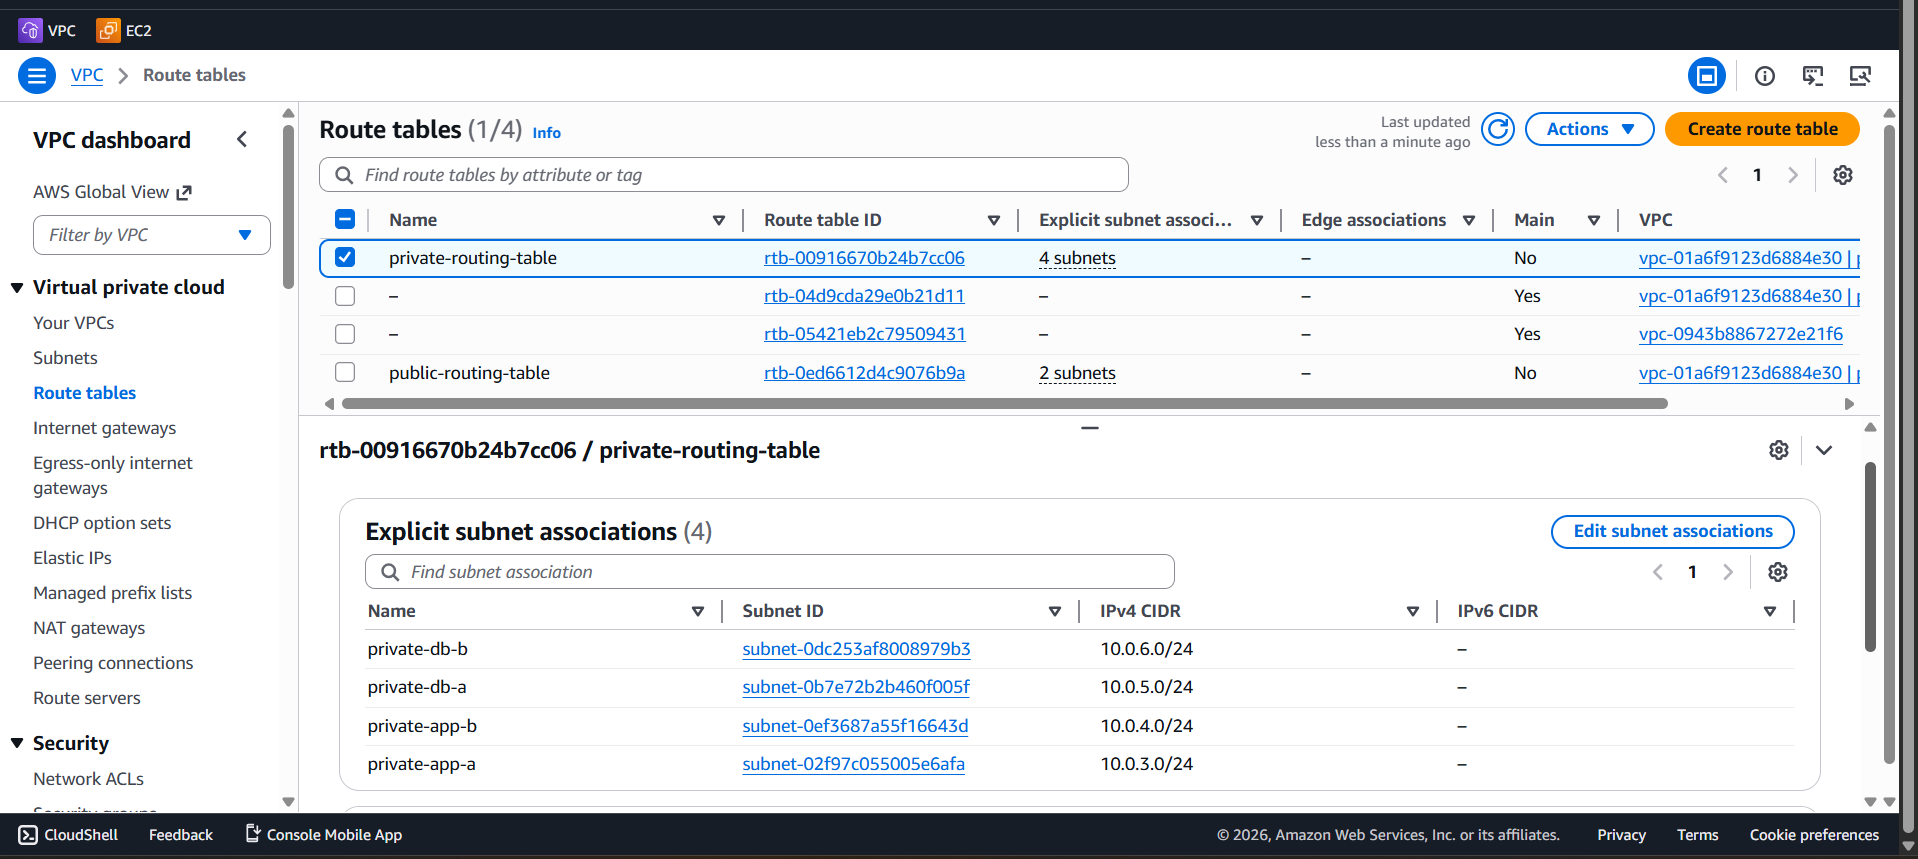 VPC EC2
VPC > Route tables
VPC dashboard
AWS Global View
Filter by VPC
Virtual private cloud
Your VPCs
Subnets
Route tables
Internet gateways
Egress-only internet
gateways
DHCP option sets
Elastic IPs
Managed prefix lists
NAT gateways
Peering connections
Route servers
Security
Network ACLs
Route tables (1/4) Info
Last updated
less than a minute ago
Actions
Create route table
Find route tables by attribute or tag
1
Name Route table ID Explicit subnet associ... Edge associations Main VPC
private-routing-table rtb-00916670b24b7cc06 4 subnets – No vpc-01a6f9123d6884e30 |
– rtb-04d9cda29e0b21d11 – – Yes vpc-01a6f9123d6884e30 |
– rtb-05421eb2c79509431 – – Yes vpc-0943b8867272e21f6
public-routing-table rtb-0ed6612d4c9076b9a 2 subnets – No vpc-01a6f9123d6884e30 |
rtb-00916670b24b7cc06 / private-routing-table
Explicit subnet associations (4)
Edit subnet associations
Find subnet association
1
Name Subnet ID IPv4 CIDR IPv6 CIDR
private-db-b subnet-0dc253af8008979b3 10.0.6.0/24 –
private-db-a subnet-0b7e72b2b460f005f 10.0.5.0/24 –
private-app-b subnet-0ef3687a55f16643d 10.0.4.0/24 –
private-app-a subnet-02f97c055005e6afa 10.0.3.0/24 –
CloudShell Feedback Console Mobile App
© 2026, Amazon Web Services, Inc. or its affiliates. Privacy Terms Cookie preferences